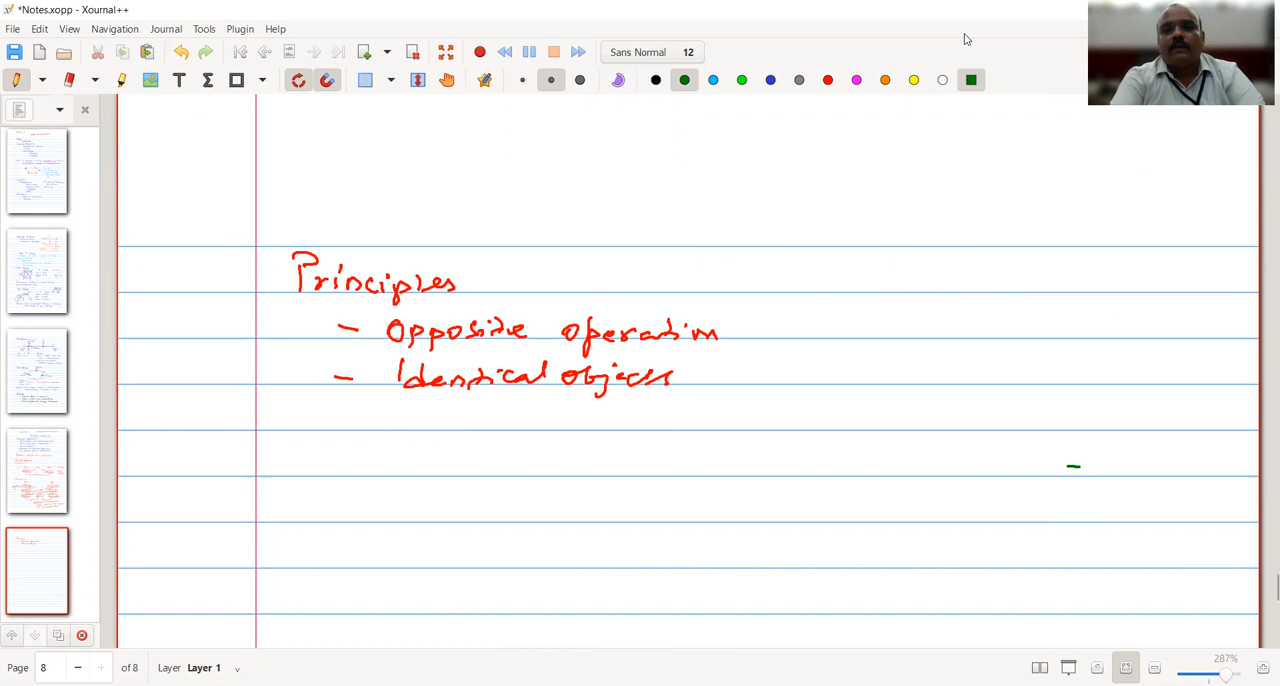 *Notes.xopp - Xournal++
File Edit View Navigation Journal Tools Plugin Help
Sans Normal 12
Principles
- Opposite operation
- Identical objects
Page 8 of 8 Layer Layer 1 287%